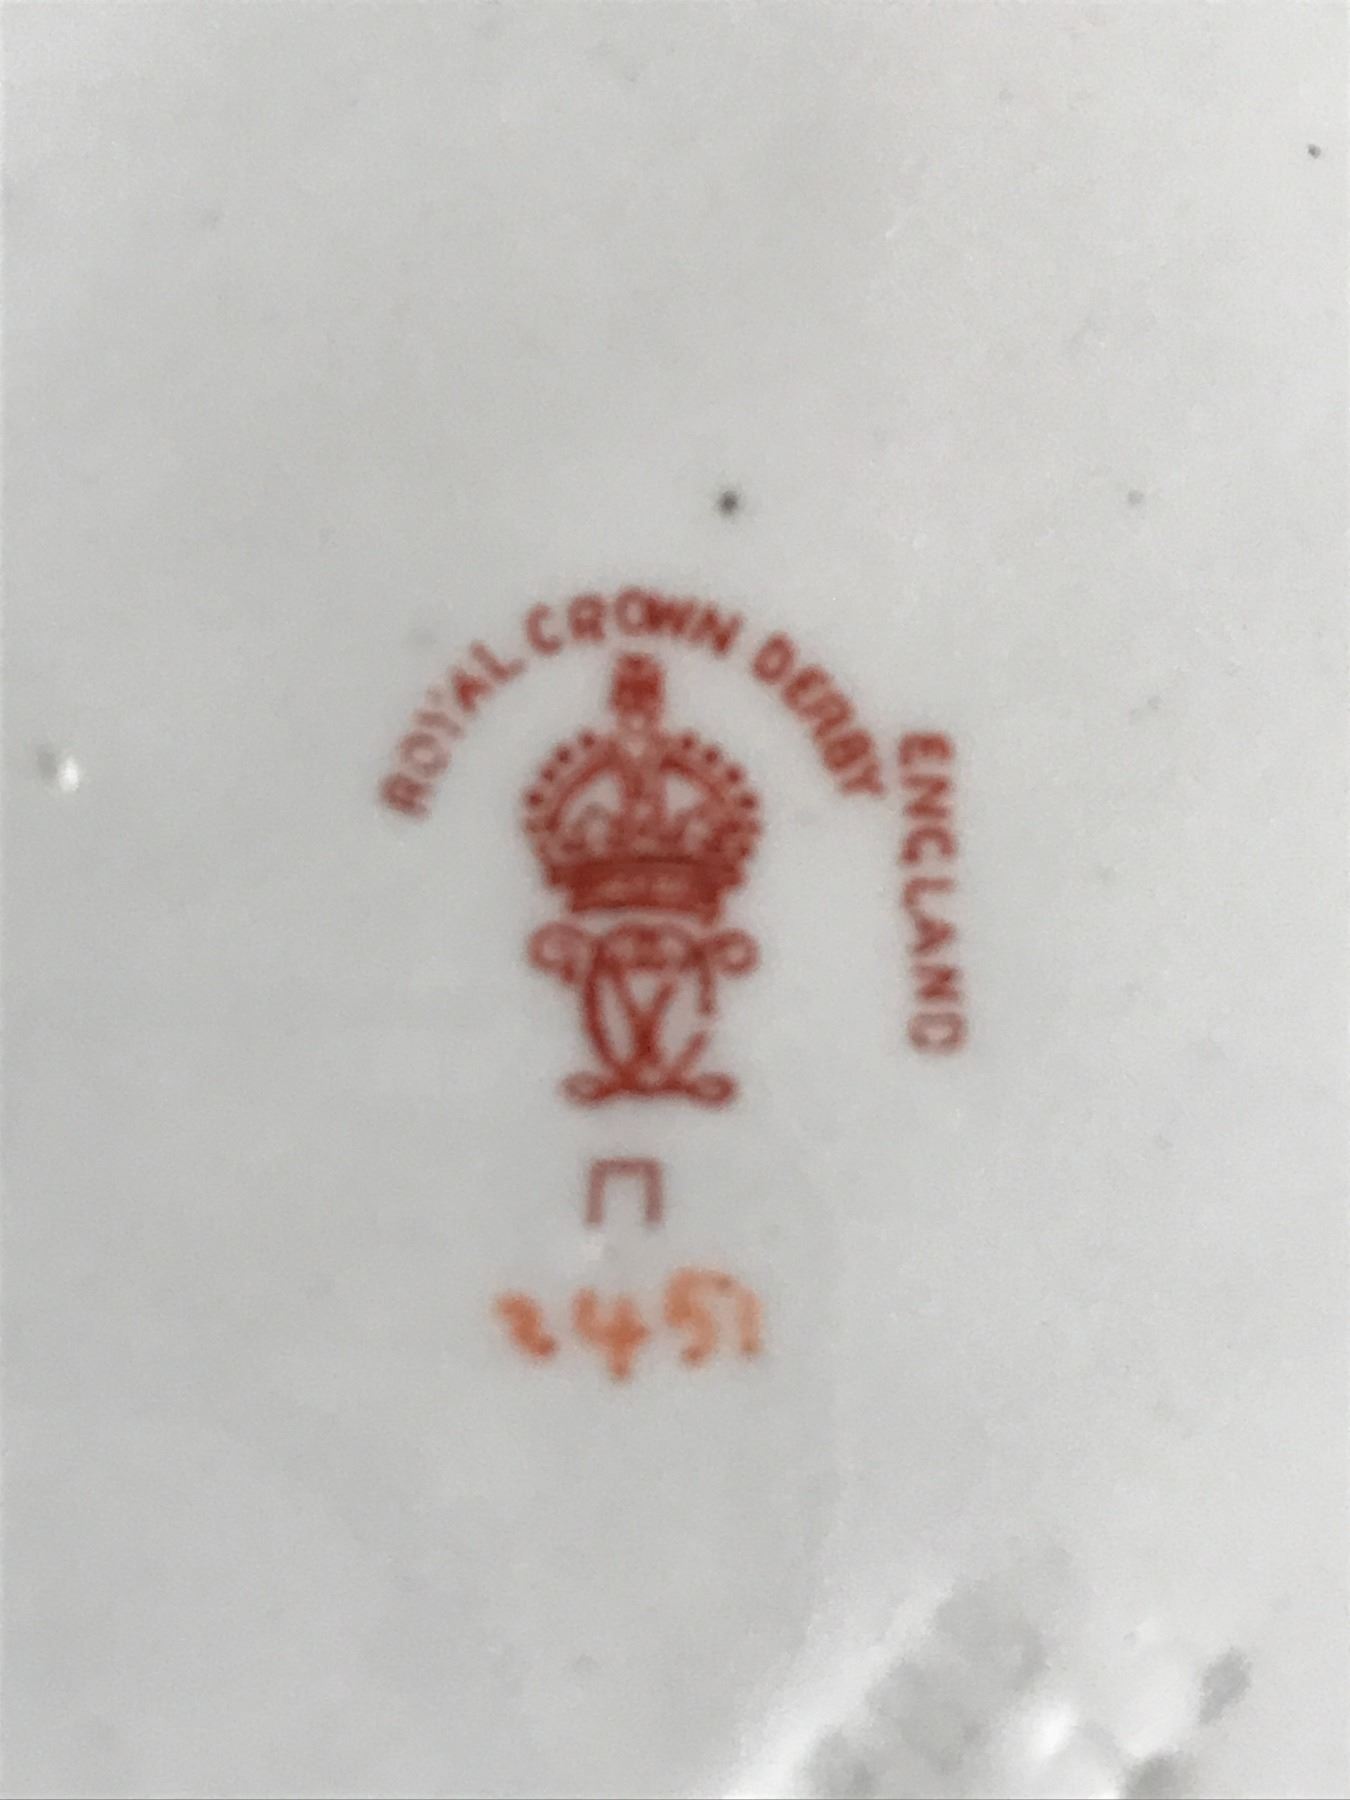 ROYAL CROWN DERBY
ENGLAND
2451